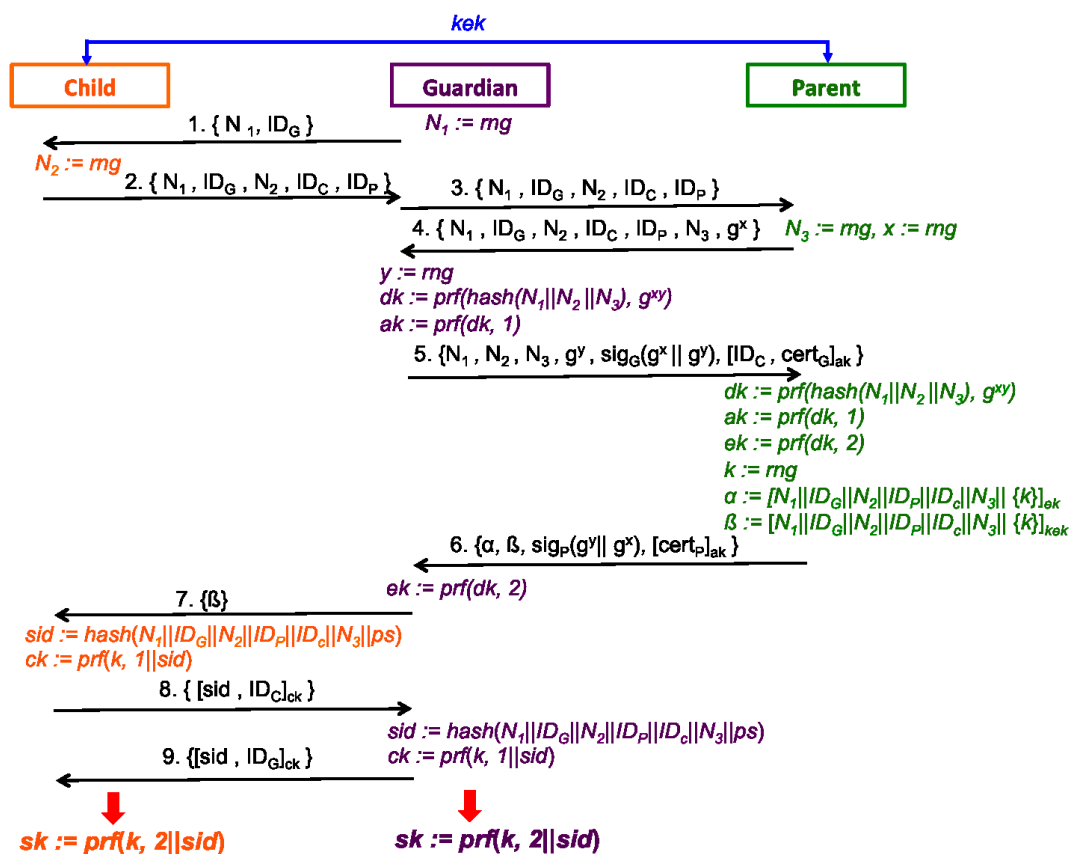 kek
Child Guardian Parent
1. { N 1, IDG }
N1 := rng
N2 := rng
2. { N1 , IDG , N2 , IDC , IDP }
3. { N1 , IDG , N2 , IDC , IDP }
4. { N1 , IDG , N2 , IDC , IDP , N3 , g^x }
N3 := rng, x := rng
y := rng
dk := prf(hash(N1||N2 ||N3), g^xy)
ak := prf(dk, 1)
5. {N1 , N2 , N3 , g^y , sigG(g^x || g^y), [IDC , certG]ak }
dk := prf(hash(N1||N2 ||N3), g^xy)
ak := prf(dk, 1)
ek := prf(dk, 2)
k := rng
α := [N1||IDG||N2||IDP||IDc||N3|| {k}]ek
ß := [N1||IDG||N2||IDP||IDc||N3|| {k}]kek
6. {α, ß, sigP(g^y|| g^x), [certP]ak }
ek := prf(dk, 2)
7. {ß}
sid := hash(N1||IDG||N2||IDP||IDc||N3||ps)
ck := prf(k, 1||sid)
8. { [sid , IDC]ck }
sid := hash(N1||IDG||N2||IDP||IDc||N3||ps)
ck := prf(k, 1||sid)
9. {[sid , IDG]ck }
sk := prf(k, 2||sid)
sk := prf(k, 2||sid)